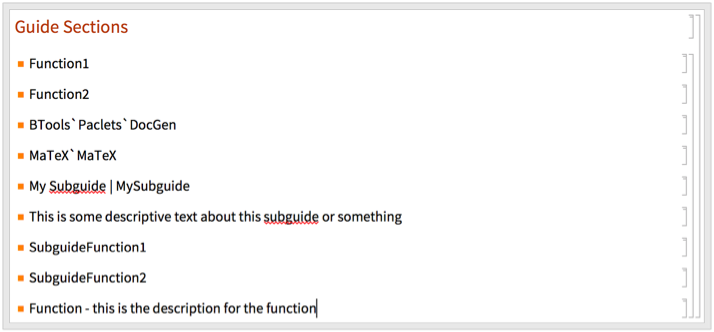 Guide Sections
Function1
Function2
BTools`Paclets`DocGen
MaTeX`MaTeX
My Subguide | MySubguide
This is some descriptive text about this subguide or something
SubguideFunction1
SubguideFunction2
Function - this is the description for the function